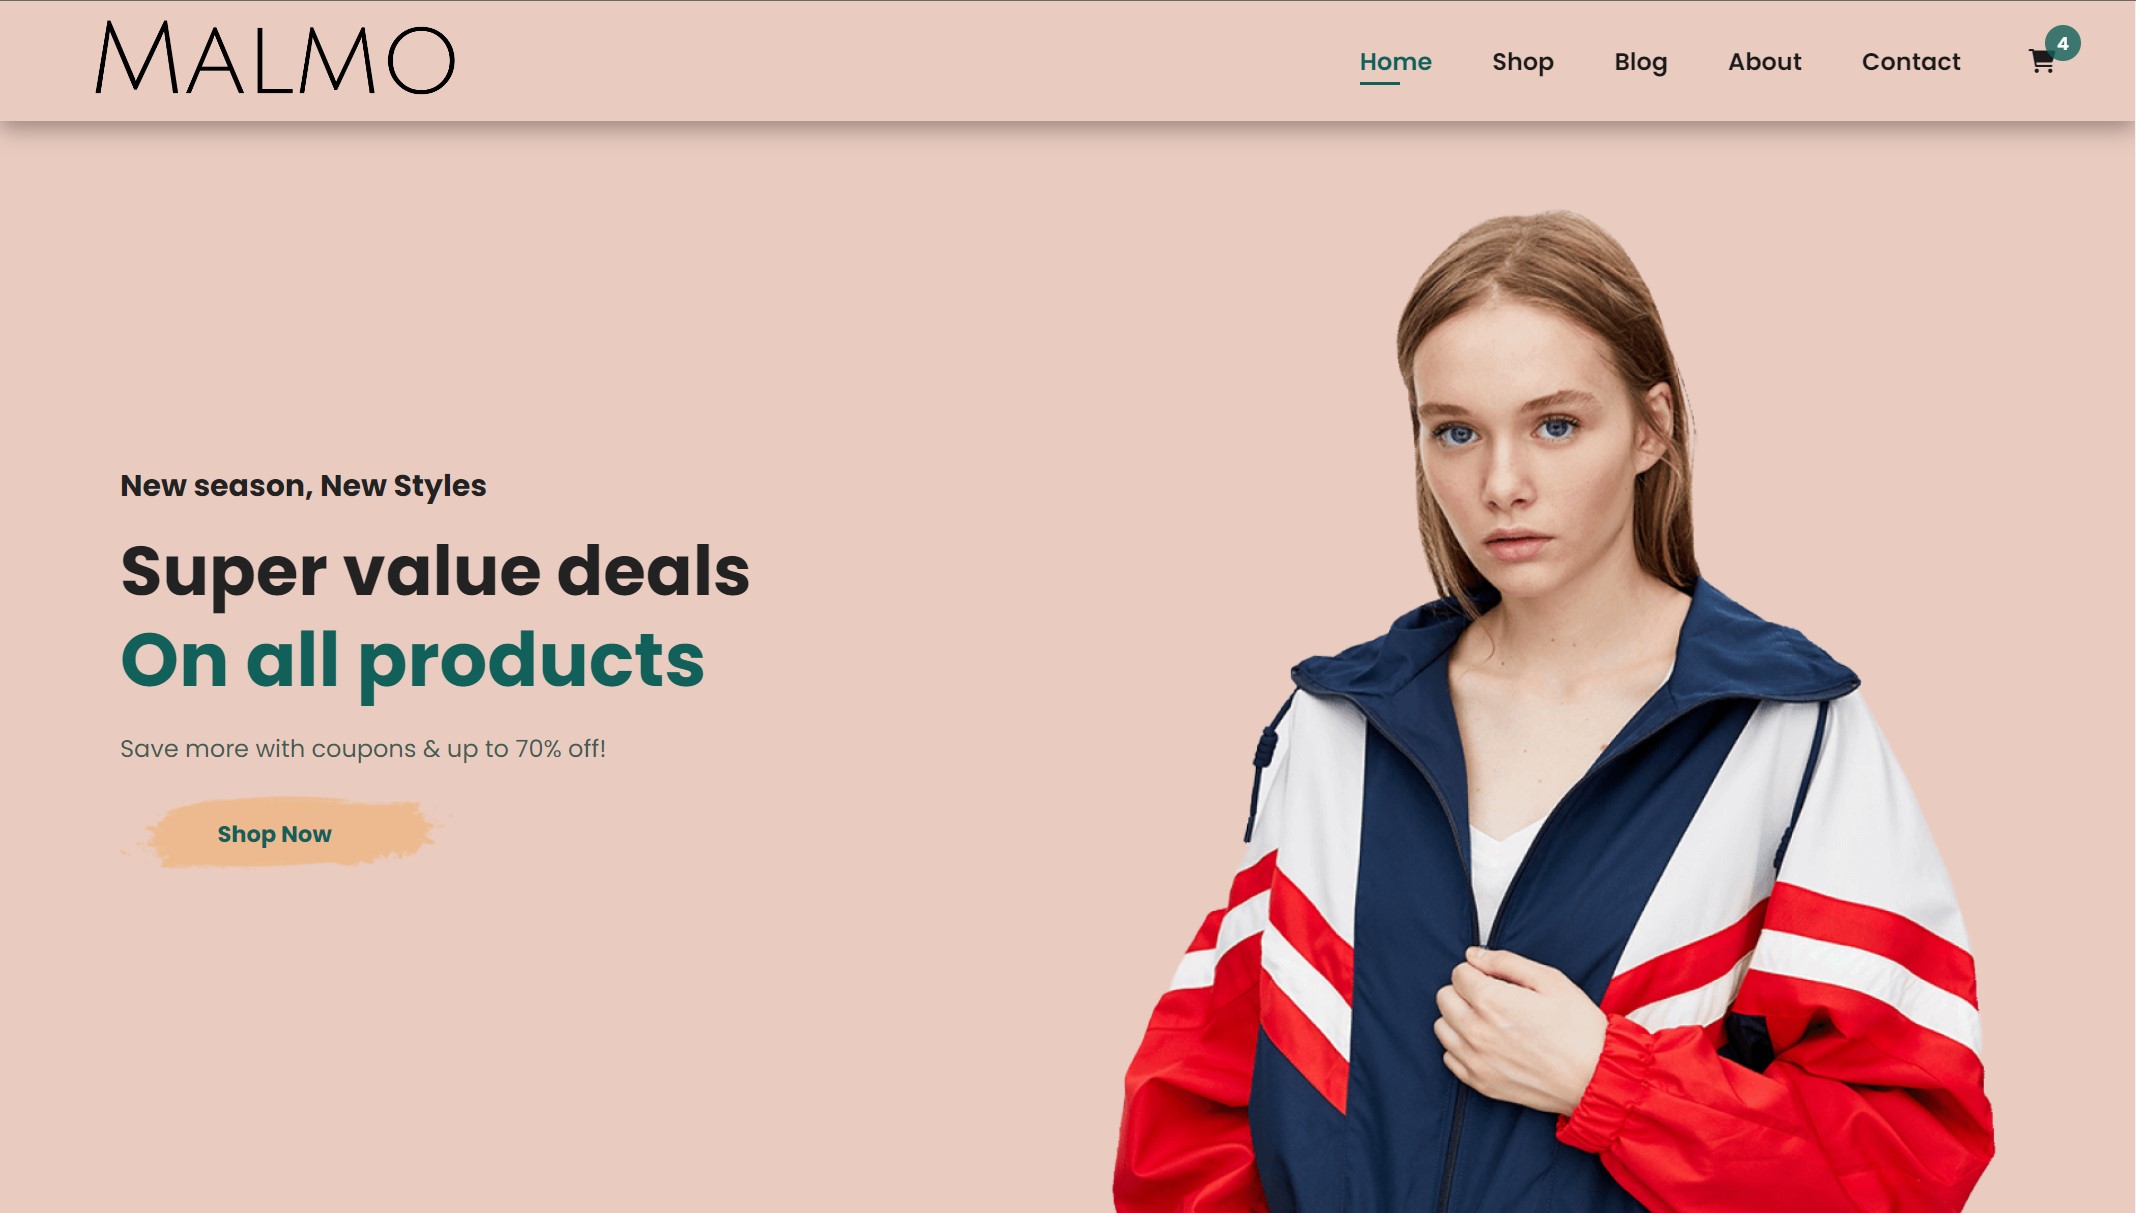 MALMO
Home Shop Blog About Contact
4
New season, New Styles
Super value deals
On all products
Save more with coupons & up to 70% off!
Shop Now